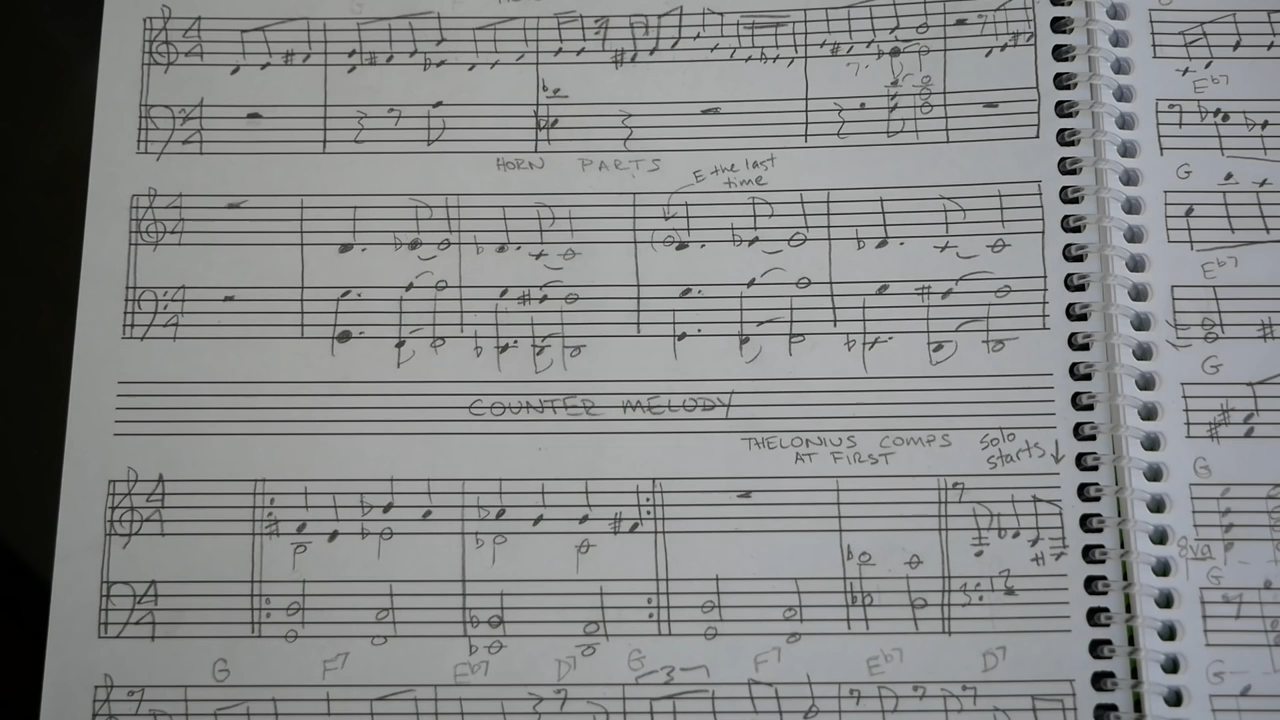 HORN PARTS
E the last
time
COUNTER MELODY
THELONIUS COMPS
AT FIRST
Solo
starts
G F7 Eb7 D7 G 3 F7 Eb7 D7
Eb7
G
Eb7
G
G
8va
G
G-